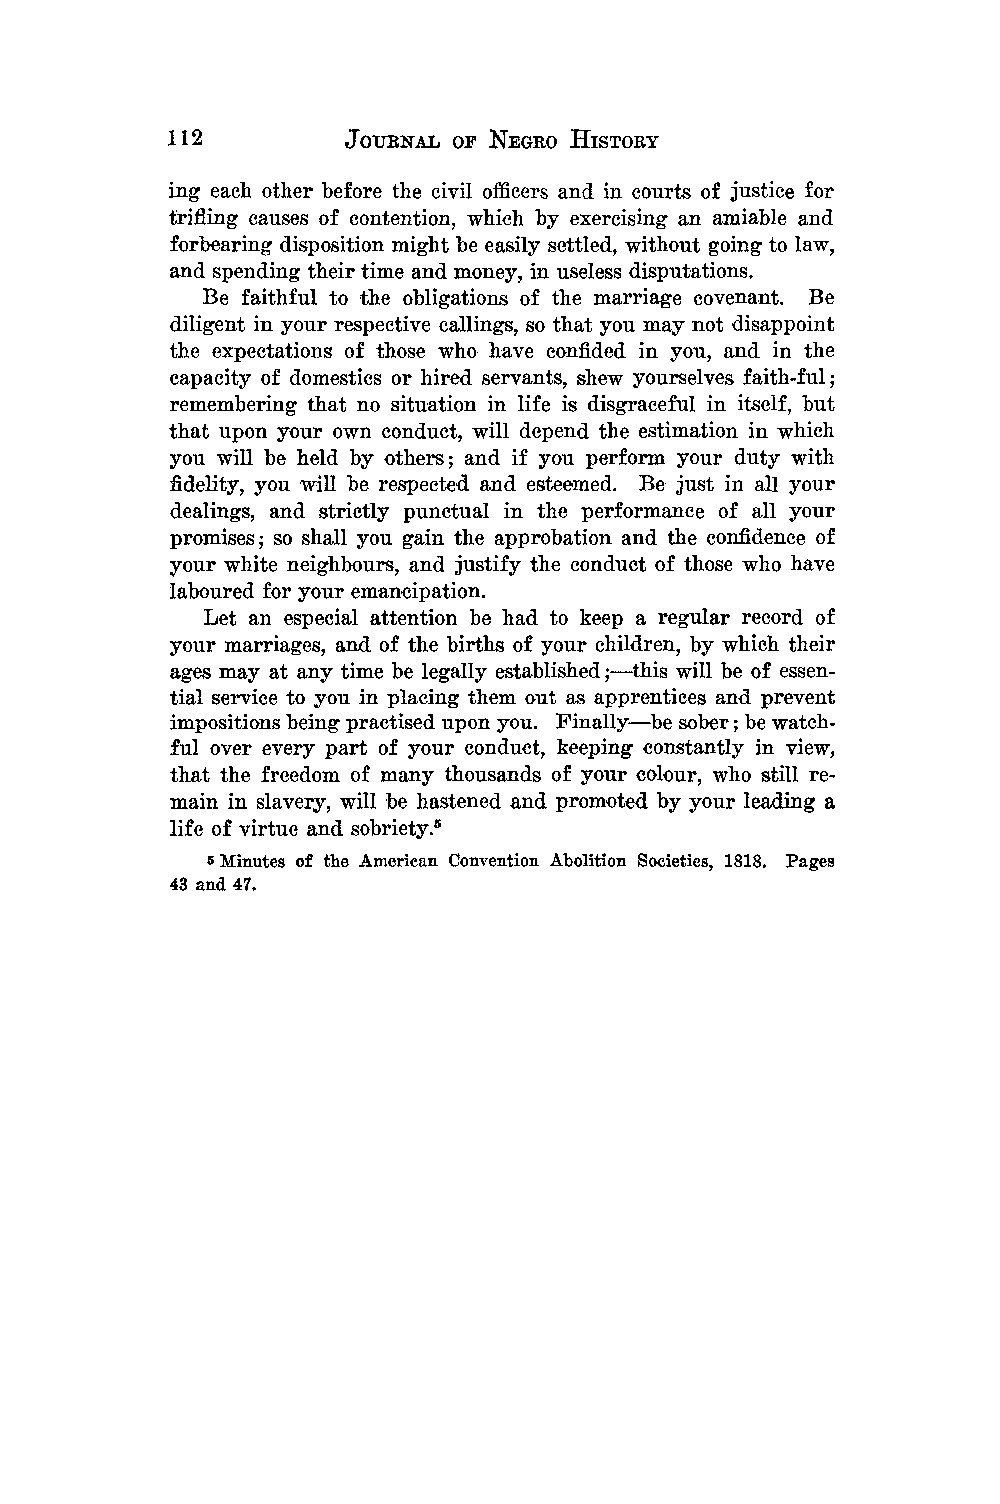 112 JOURNAL OF NEGRO HISTORY
ing each other before the civil officers and in courts of justice for
trifling causes of contention, which by exercising an amiable and
forbearing disposition might be easily settled, without going to law,
and spending their time and money, in useless disputations.
Be faithful to the obligations of the marriage covenant. Be
diligent in your respective callings, so that you may not disappoint
the expectations of those who have confided in you, and in the
capacity of domestics or hired servants, shew yourselves faith-ful;
remembering that no situation in life is disgraceful in itself, but
that upon your own conduct, will depend the estimation in which
you will be held by others; and if you perform your duty with
fidelity, you will be respected and esteemed. Be just in all your
dealings, and strictly punctual in the performance of all your
promises; so shall you gain the approbation and the confidence of
your white neighbours, and justify the conduct of those who have
laboured for your emancipation.
Let an especial attention be had to keep a regular record of
your marriages, and of the births of your children, by which their
ages may at any time be legally established;—this will be of essen-
tial service to you in placing them out as apprentices and prevent
impositions being practised upon you. Finally—be sober; be watch-
ful over every part of your conduct, keeping constantly in view,
that the freedom of many thousands of your colour, who still re-
main in slavery, will be hastened and promoted by your leading a
life of virtue and sobriety.⁵
⁵ Minutes of the American Convention Abolition Societies, 1818. Pages
43 and 47.